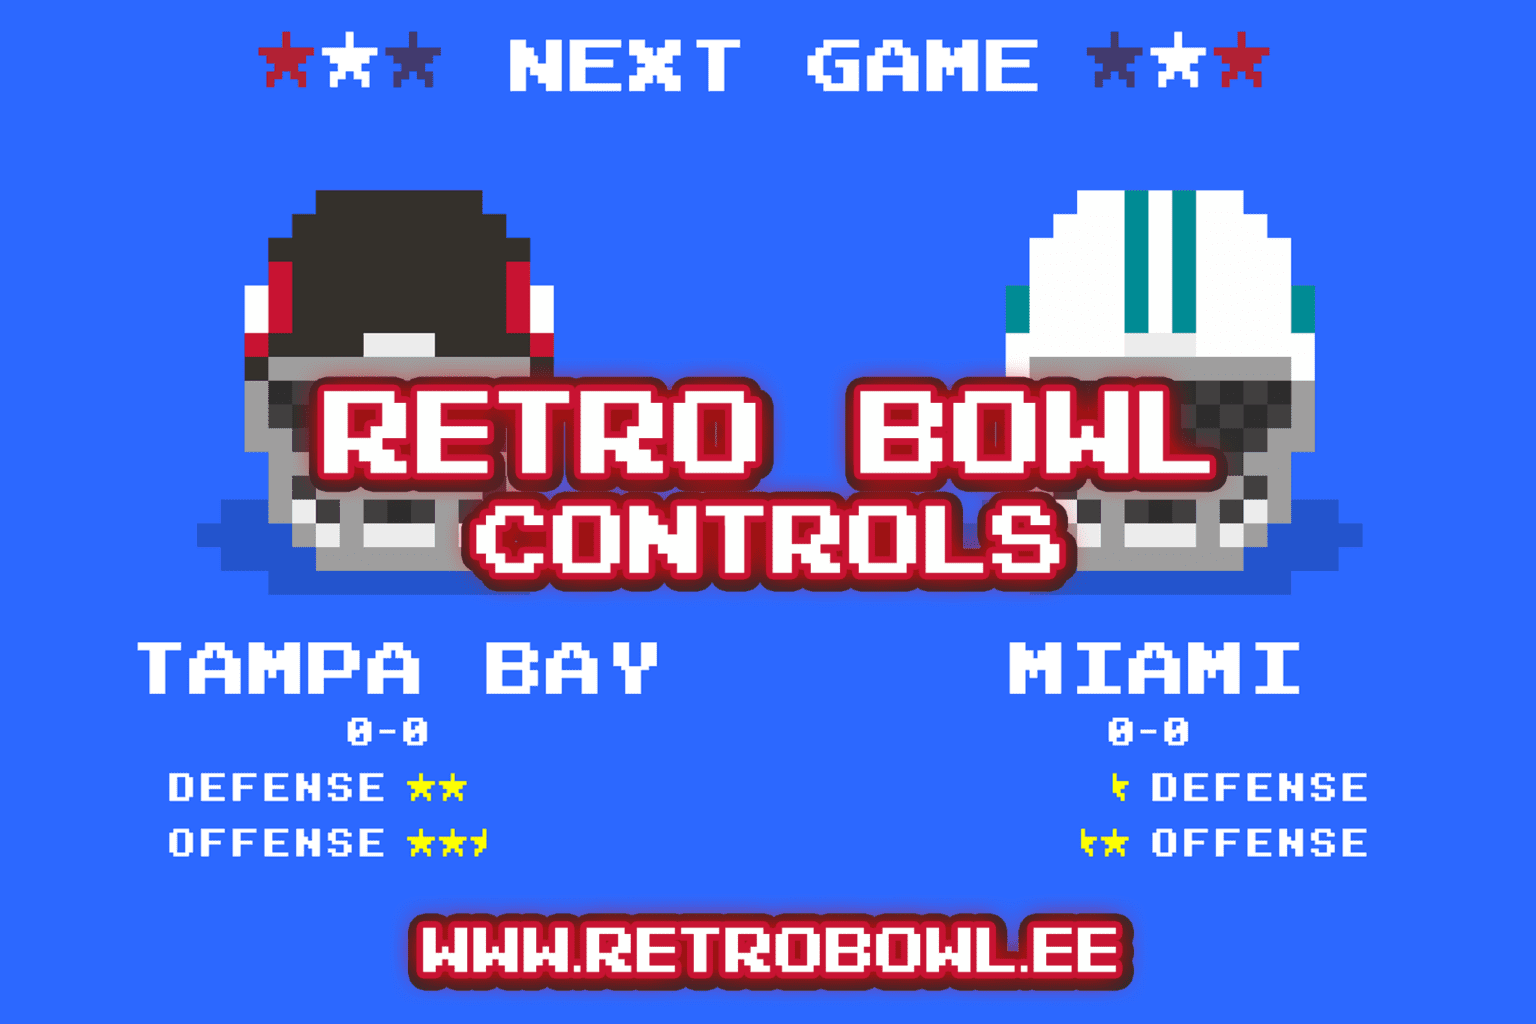 NEXT GAME
RETRO BOWL
CONTROLS
TAMPA BAY
0-0
DEFENSE
OFFENSE
MIAMI
0-0
DEFENSE
OFFENSE
WWW.RETROBOWL.EE